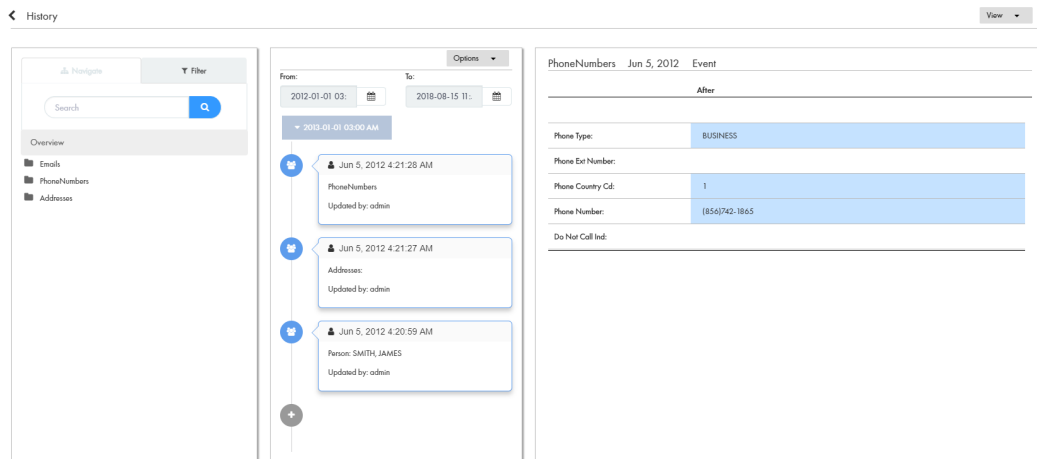 History
View
Navigate
Filter
Search
Overview
Emails
PhoneNumbers
Addresses
Options
From:
To:
2012-01-01 03:
2018-08-15 11:.
2013-01-01 03:00 AM
Jun 5, 2012 4:21:28 AM
PhoneNumbers
Updated by: admin
Jun 5, 2012 4:21:27 AM
Addresses:
Updated by: admin
Jun 5, 2012 4:20:59 AM
Person: SMITH, JAMES
Updated by: admin
PhoneNumbers Jun 5, 2012 Event
After
Phone Type: BUSINESS
Phone Ext Number:
Phone Country Cd: 1
Phone Number: (856)742-1865
Do Not Call Ind: